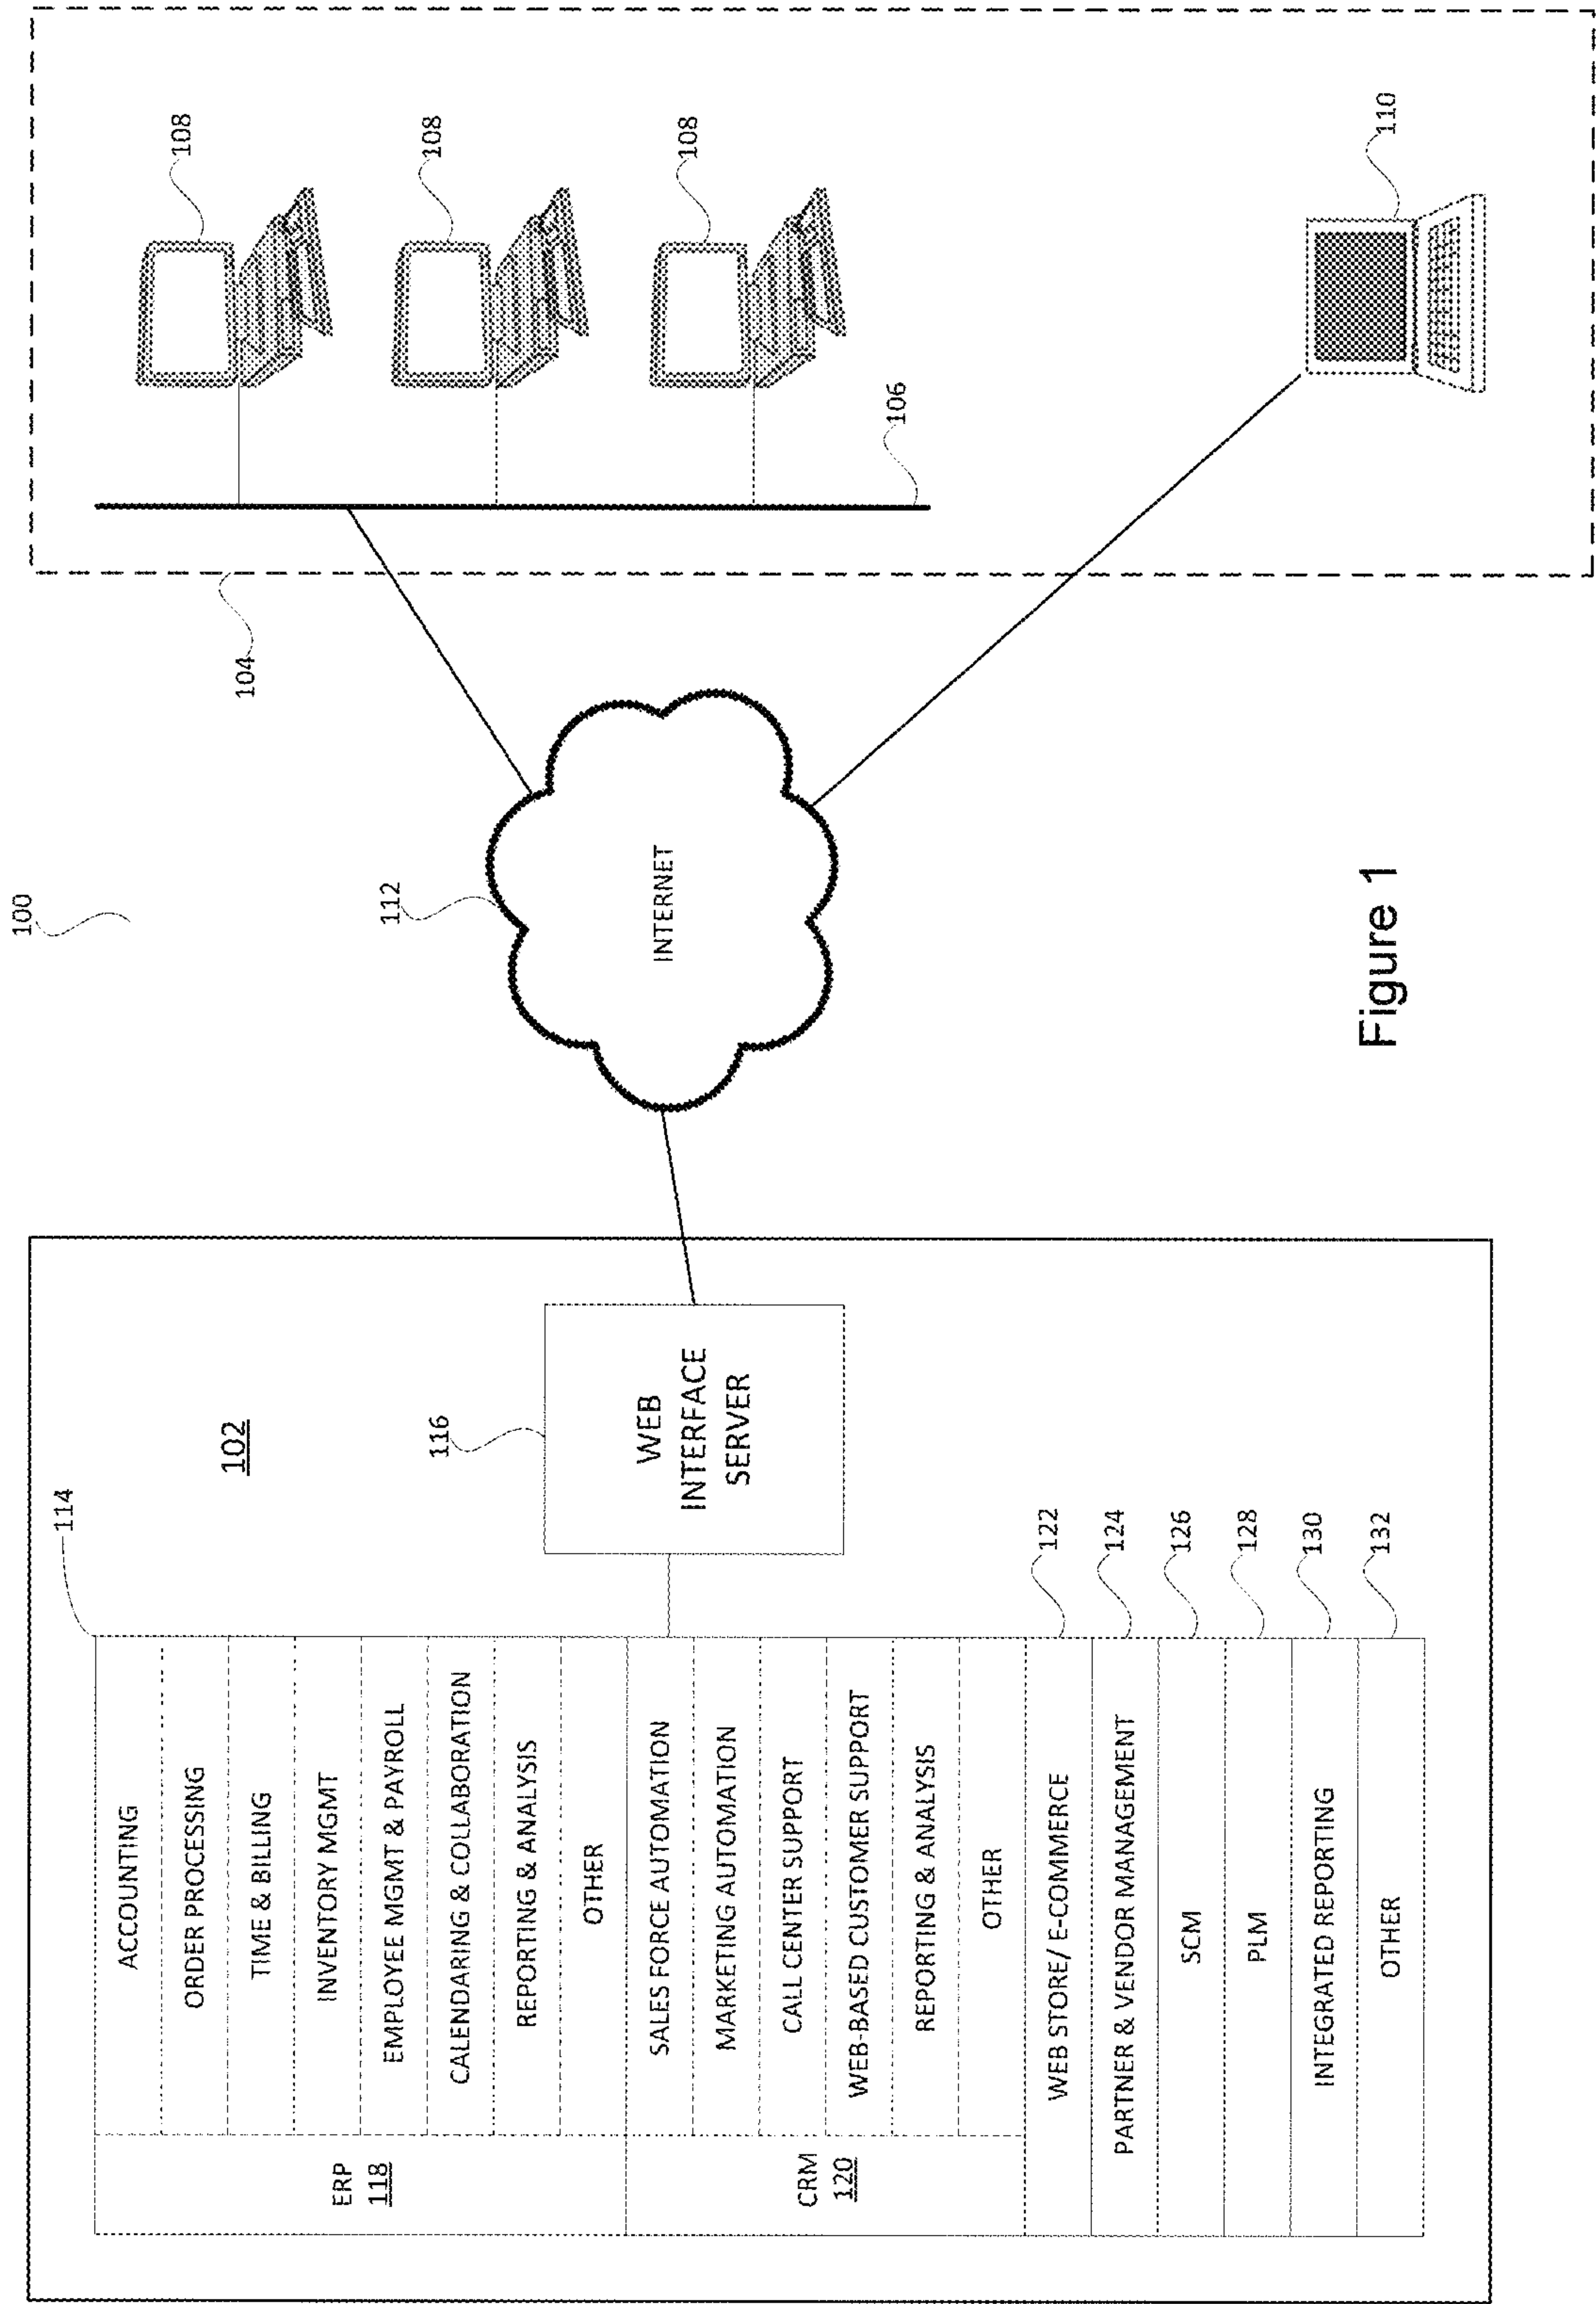 100
102
114
ERP
118
ACCOUNTING
ORDER PROCESSING
TIME & BILLING
INVENTORY MGMT
EMPLOYEE MGMT & PAYROLL
CALENDARING & COLLABORATION
REPORTING & ANALYSIS
OTHER
CRM
120
SALES FORCE AUTOMATION
MARKETING AUTOMATION
CALL CENTER SUPPORT
WEB-BASED CUSTOMER SUPPORT
REPORTING & ANALYSIS
OTHER
WEB STORE/ E-COMMERCE
122
PARTNER & VENDOR MANAGEMENT
124
SCM
126
PLM
128
INTEGRATED REPORTING
130
OTHER
132
116
WEB
INTERFACE
SERVER
112
INTERNET
104
108
108
108
106
110
Figure 1